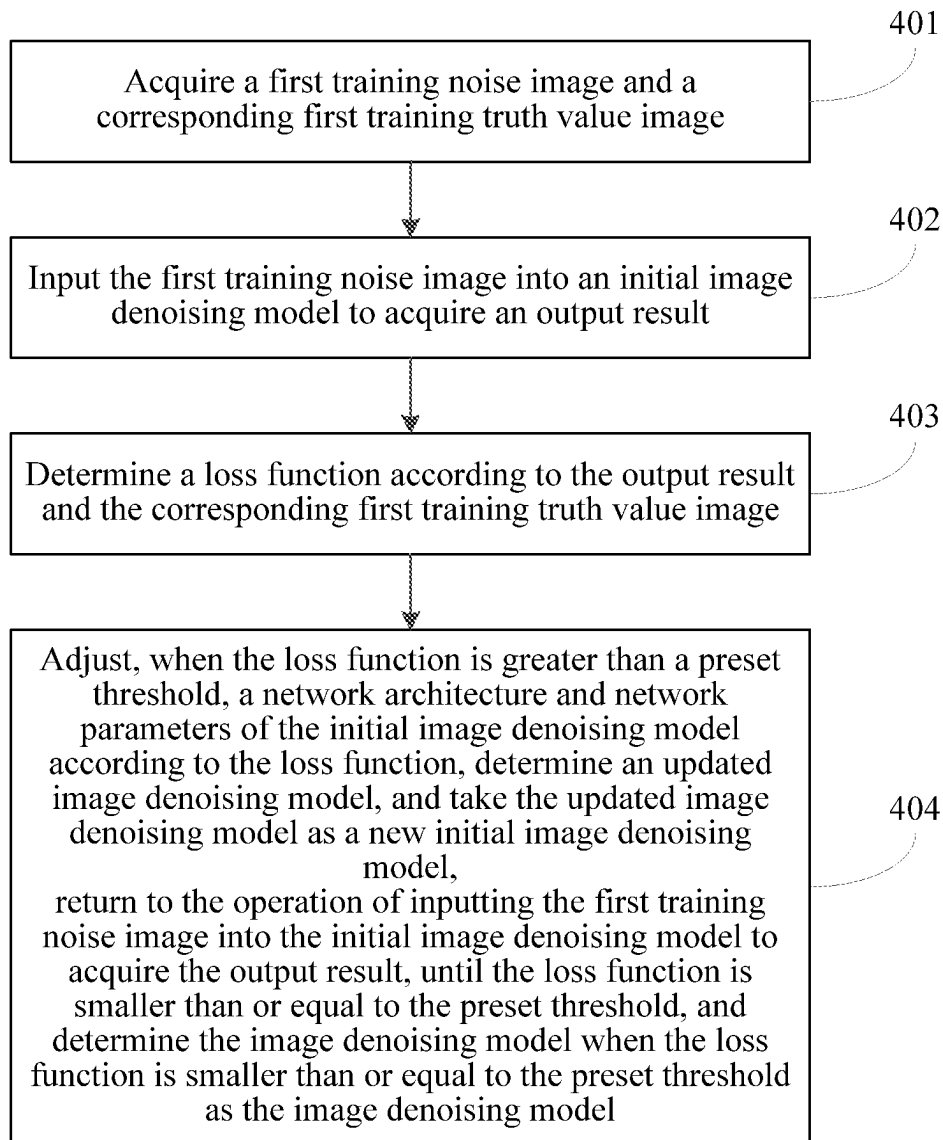 401
Acquire a first training noise image and a
corresponding first training truth value image
402
Input the first training noise image into an initial image
denoising model to acquire an output result
403
Determine a loss function according to the output result
and the corresponding first training truth value image
404
Adjust, when the loss function is greater than a preset
threshold, a network architecture and network
parameters of the initial image denoising model
according to the loss function, determine an updated
image denoising model, and take the updated image
denoising model as a new initial image denoising
model,
return to the operation of inputting the first training
noise image into the initial image denoising model to
acquire the output result, until the loss function is
smaller than or equal to the preset threshold, and
determine the image denoising model when the loss
function is smaller than or equal to the preset threshold
as the image denoising model